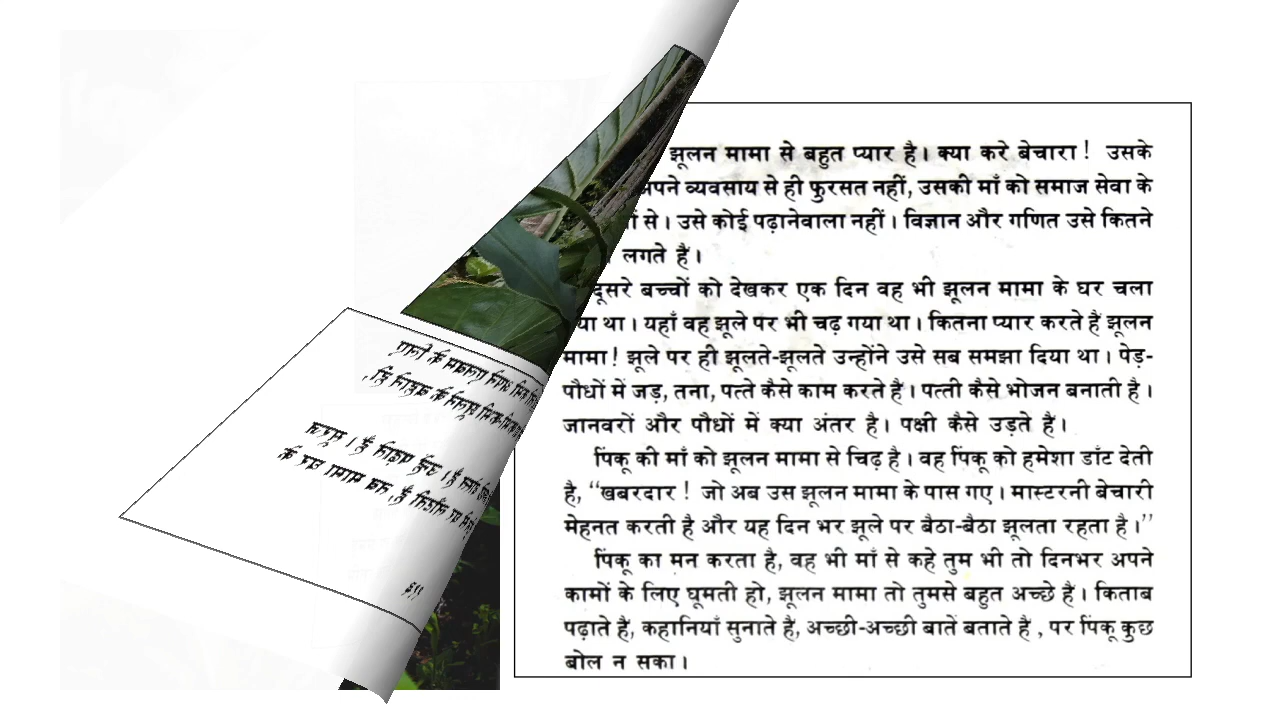 झूलन मामा से बहुत प्यार है। क्या करे बेचारा! उसके
अपने व्यवसाय से ही फुरसत नहीं, उसकी माँ को समाज सेवा के
से। उसे कोई पढ़ानेवाला नहीं। विज्ञान और गणित उसे कितने
लगते हैं।
दूसरे बच्चों को देखकर एक दिन वह भी झूलन मामा के घर चला
था। यहाँ वह झूले पर भी चढ़ गया था। कितना प्यार करते हैं झूलन
मामा! झूले पर ही झूलते-झूलते उन्होंने उसे सब समझा दिया था। पेड़-
पौधों में जड़, तना, पत्ते कैसे काम करते हैं। पत्ती कैसे भोजन बनाती है।
जानवरों और पौधों में क्या अंतर है। पक्षी कैसे उड़ते हैं।
पिंकू की माँ को झूलन मामा से चिढ़ है। वह पिंकू को हमेशा डाँट देती
है, “खबरदार! जो अब उस झूलन मामा के पास गए। मास्टरनी बेचारी
मेहनत करती है और यह दिन भर झूले पर बैठा-बैठा झूलता रहता है।”
पिंकू का मन करता है, वह भी माँ से कहे तुम भी तो दिनभर अपने
कामों के लिए घूमती हो, झूलन मामा तो तुमसे बहुत अच्छे हैं। किताब
पढ़ाते हैं, कहानियाँ सुनाते हैं, अच्छी-अच्छी बातें बताते हैं, पर पिंकू कुछ
बोल न सका।